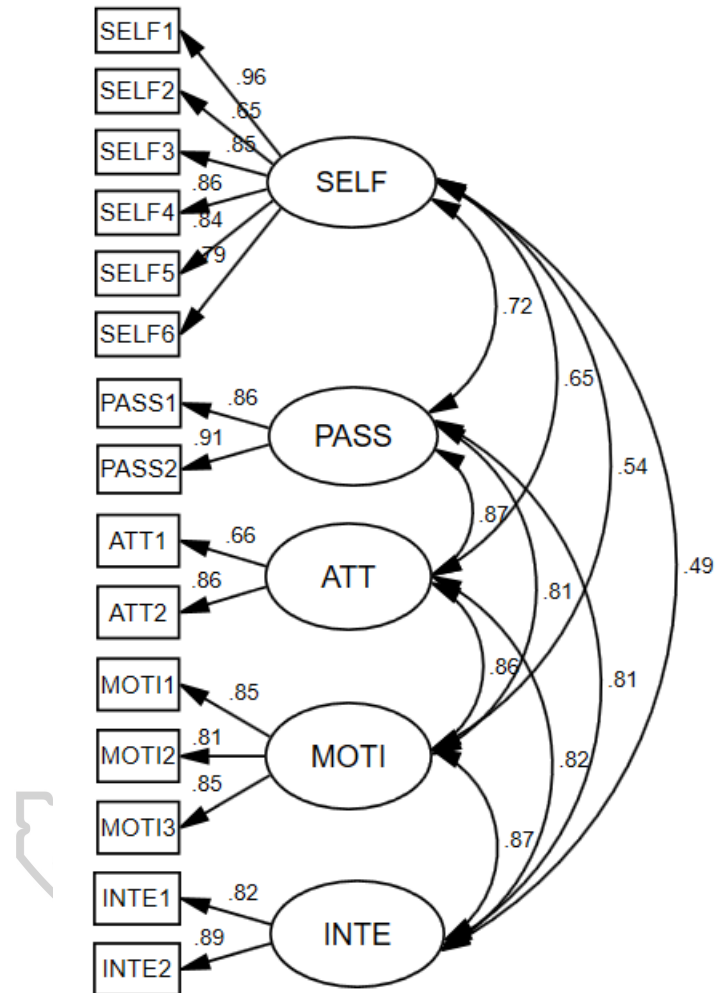 SELF1
.96
SELF2
.65
SELF3
.85
SELF
SELF4
.86
SELF5
.84
SELF6
.79
.72
.65
PASS1
.86
PASS
PASS2
.91
.54
.87
ATT1
.66
ATT
ATT2
.86
.49
.81
.86
.81
MOTI1
.85
MOTI2
.81
MOTI
MOTI3
.85
.82
.87
INTE1
.82
INTE
INTE2
.89